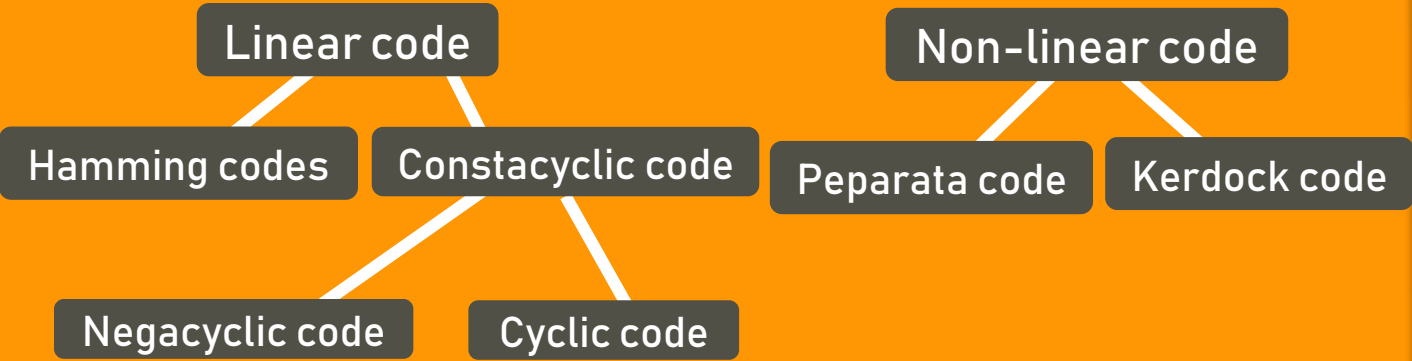 Linear code
Non-linear code
Hamming codes
Constacyclic code
Peparata code
Kerdock code
Negacyclic code
Cyclic code